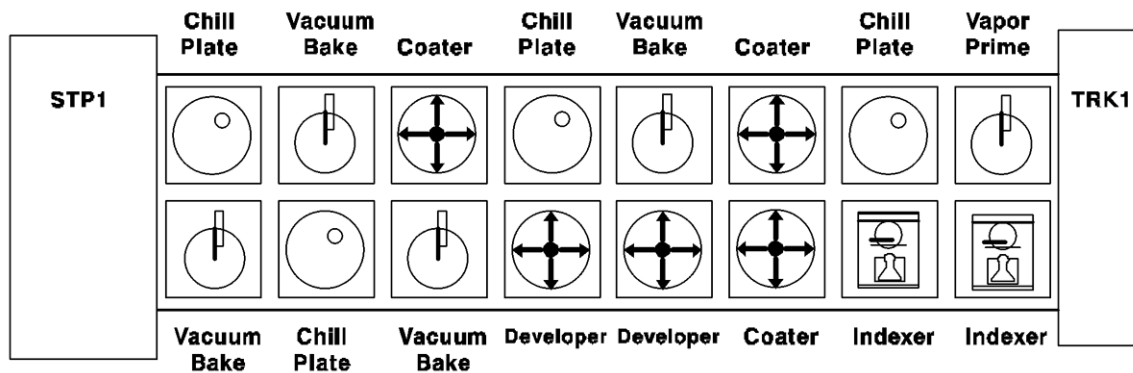 Chill Plate
Vacuum Bake
Coater
Chill Plate
Vacuum Bake
Coater
Chill Plate
Vapor Prime
STP1
TRK1
Vacuum Bake
Chill Plate
Vacuum Bake
Developer
Developer
Coater
Indexer
Indexer